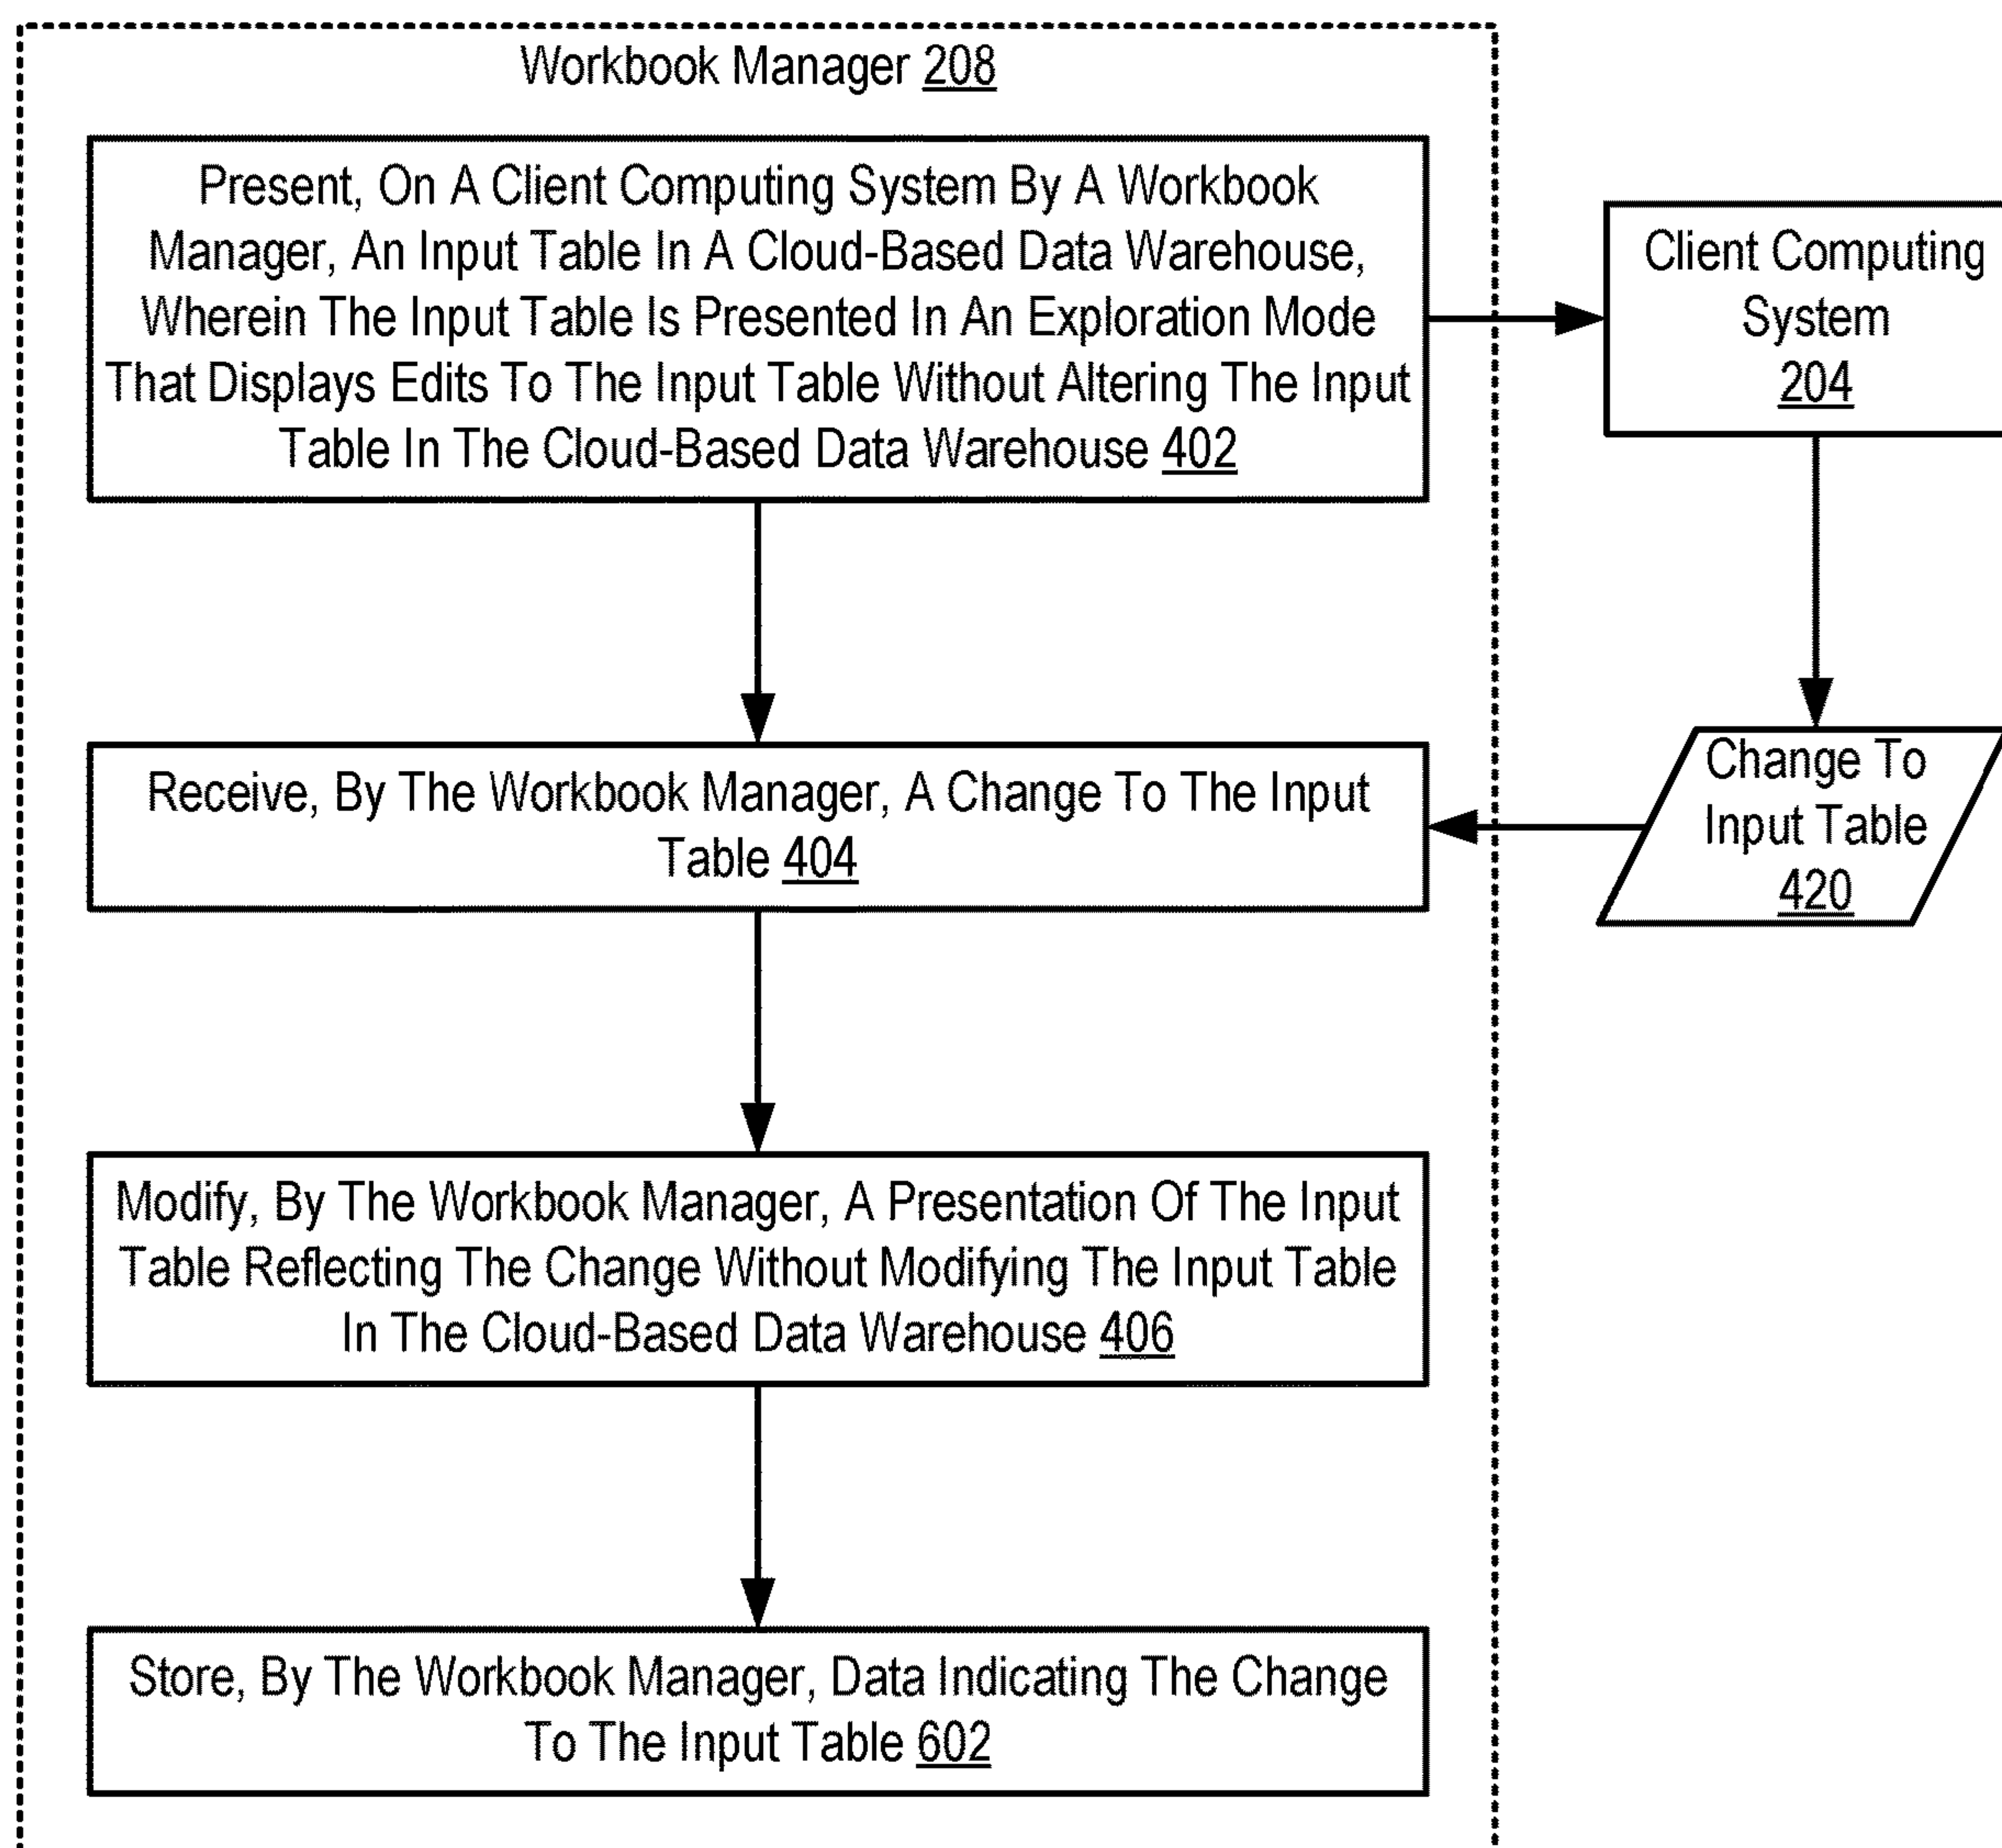 Workbook Manager 208
Present, On A Client Computing System By A Workbook
Manager, An Input Table In A Cloud-Based Data Warehouse,
Wherein The Input Table Is Presented In An Exploration Mode
That Displays Edits To The Input Table Without Altering The Input
Table In The Cloud-Based Data Warehouse 402
Client Computing
System
204
Receive, By The Workbook Manager, A Change To The Input
Table 404
Change To
Input Table
420
Modify, By The Workbook Manager, A Presentation Of The Input
Table Reflecting The Change Without Modifying The Input Table
In The Cloud-Based Data Warehouse 406
Store, By The Workbook Manager, Data Indicating The Change
To The Input Table 602